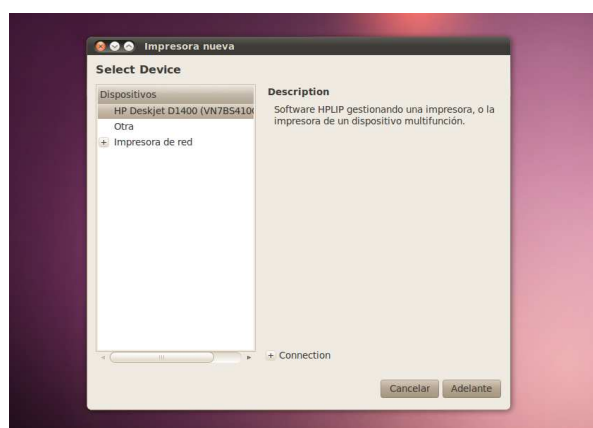 Impresora nueva
Select Device
Dispositivos
HP Deskjet D1400 (VN7BS410
Otra
Impresora de red
Description
Software HPLIP gestionando una impresora, o la
impresora de un dispositivo multifunción.
Connection
Cancelar
Adelante